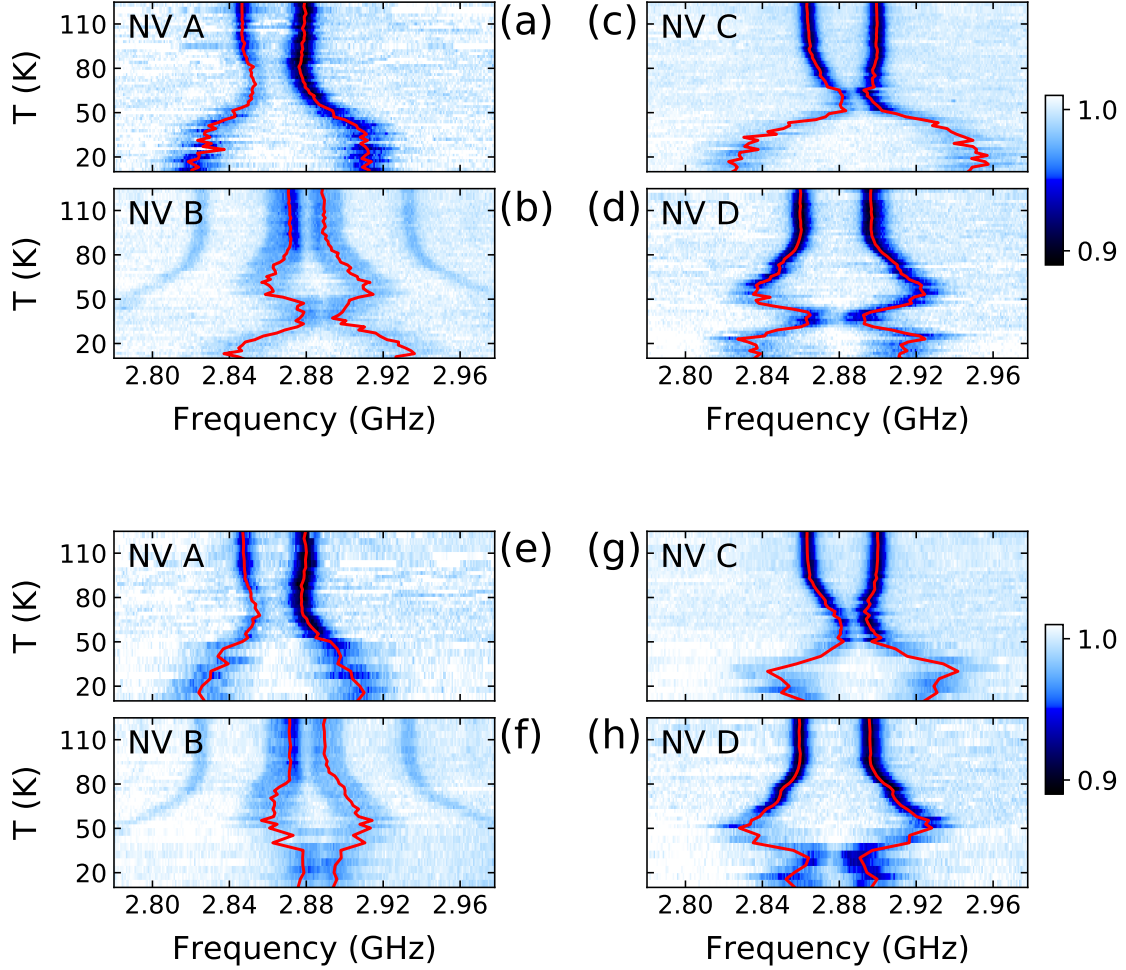 NV A
(a)
(c)
NV C
T (K)
110
80
50
20
1.0
0.9
NV B
(b)
(d)
NV D
T (K)
110
80
50
20
2.80 2.84 2.88 2.92 2.96
2.80 2.84 2.88 2.92 2.96
Frequency (GHz)
Frequency (GHz)
NV A
(e)
(g)
NV C
T (K)
110
80
50
20
1.0
0.9
NV B
(f)
(h)
NV D
T (K)
110
80
50
20
2.80 2.84 2.88 2.92 2.96
2.80 2.84 2.88 2.92 2.96
Frequency (GHz)
Frequency (GHz)